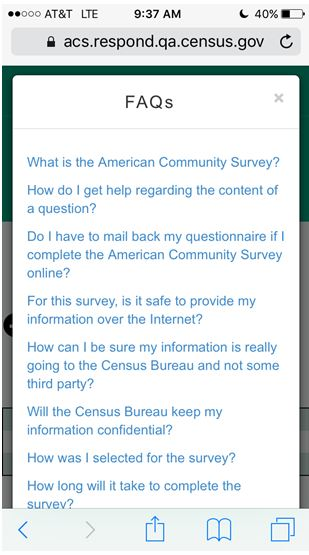 AT&T LTE 9:37 AM 40%
acs.respond.qa.census.gov
FAQs ×
What is the American Community Survey?
How do I get help regarding the content of
a question?
Do I have to mail back my questionnaire if I
complete the American Community Survey
online?
For this survey, is it safe to provide my
information over the Internet?
How can I be sure my information is really
going to the Census Bureau and not some
third party?
Will the Census Bureau keep my
information confidential?
How was I selected for the survey?
How long will it take to complete the
survey?